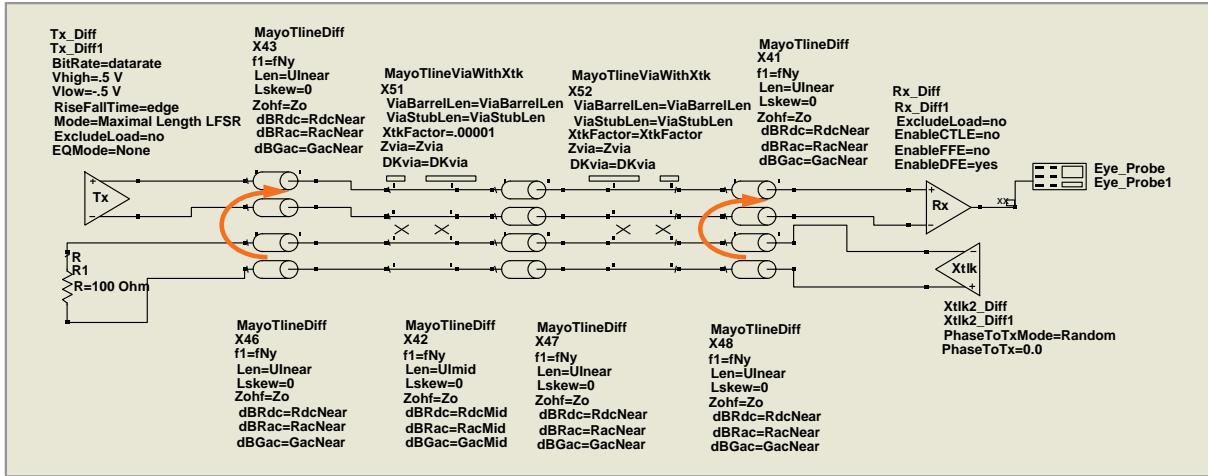 Tx_Diff
Tx_Diff1
BitRate=datarate
Vhigh=.5 V
Vlow=-.5 V
RiseFallTime=edge
Mode=Maximal Length LFSR
ExcludeLoad=no
EQMode=None
MayoTlineDiff
X43
f1=fNy
Len=UInear
Lskew=0
Zohf=Zo
dBRdc=RdcNear
dBRac=RacNear
dBGac=GacNear
MayoTlineViaWithXtk
X51
ViaBarrelLen=ViaBarrelLen
ViaStubLen=ViaStubLen
XtkFactor=.00001
Zvia=Zvia
DKvia=DKvia
MayoTlineViaWithXtk
X52
ViaBarrelLen=ViaBarrelLen
ViaStubLen=ViaStubLen
XtkFactor=XtkFactor
Zvia=Zvia
DKvia=DKvia
MayoTlineDiff
X41
f1=fNy
Len=UInear
Lskew=0
Zohf=Zo
dBRdc=RdcNear
dBRac=RacNear
dBGac=GacNear
Rx_Diff
Rx_Diff1
ExcludeLoad=no
EnableCTLE=no
EnableFFE=no
EnableDFE=yes
Eye_Probe
Eye_Probe1
+
Tx
−
+
Rx
−
xx
R
R1
R=100 Ohm
−
Xtlk
+
Xtlk2_Diff
Xtlk2_Diff1
PhaseToTxMode=Random
PhaseToTx=0.0
MayoTlineDiff
X46
f1=fNy
Len=UInear
Lskew=0
Zohf=Zo
dBRdc=RdcNear
dBRac=RacNear
dBGac=GacNear
MayoTlineDiff
X42
f1=fNy
Len=UImid
Lskew=0
Zohf=Zo
dBRdc=RdcMid
dBRac=RacMid
dBGac=GacMid
MayoTlineDiff
X47
f1=fNy
Len=UInear
Lskew=0
Zohf=Zo
dBRdc=RdcNear
dBRac=RacNear
dBGac=GacNear
MayoTlineDiff
X48
f1=fNy
Len=UInear
Lskew=0
Zohf=Zo
dBRdc=RdcNear
dBRac=RacNear
dBGac=GacNear